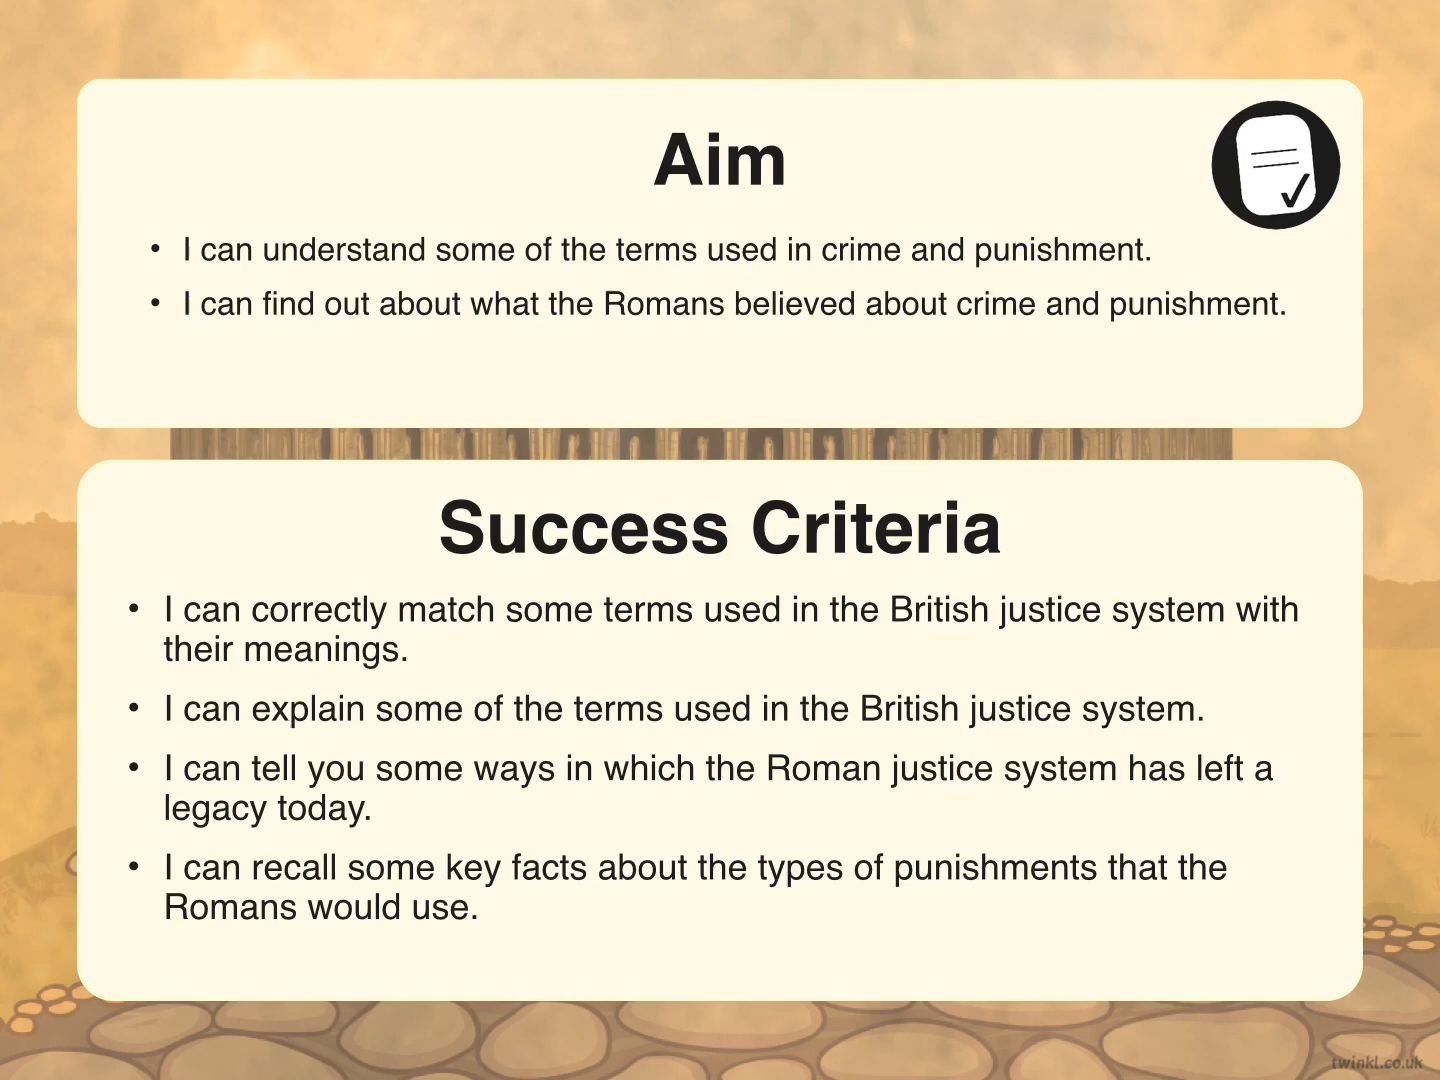 Aim
• I can understand some of the terms used in crime and punishment.
• I can find out about what the Romans believed about crime and punishment.
Success Criteria
• I can correctly match some terms used in the British justice system with
their meanings.
• I can explain some of the terms used in the British justice system.
• I can tell you some ways in which the Roman justice system has left a
legacy today.
• I can recall some key facts about the types of punishments that the
Romans would use.
twinkl.co.uk